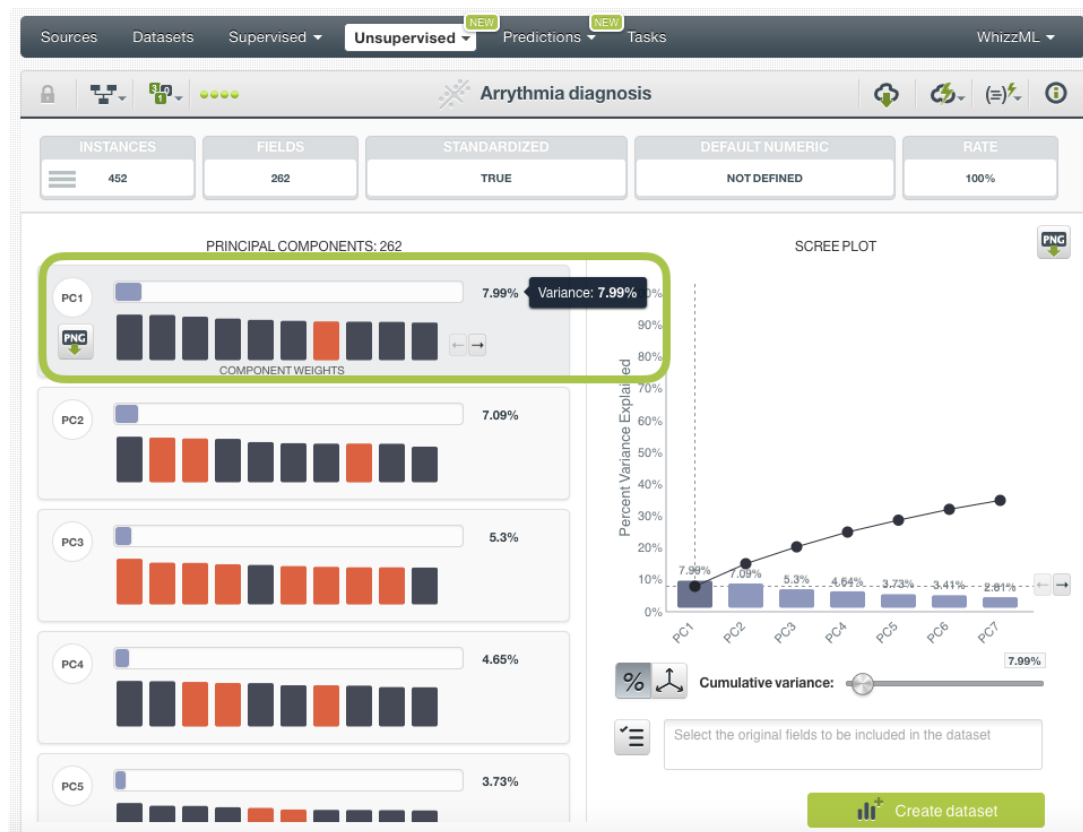 NEW NEW
Sources Datasets Supervised Unsupervised Predictions Tasks WhizzML
Arrythmia diagnosis
INSTANCES FIELDS STANDARDIZED DEFAULT NUMERIC RATE
452 262 TRUE NOT DEFINED 100%
PRINCIPAL COMPONENTS: 262
PC1
7.99%
Variance: 7.99%
PNG
COMPONENT WEIGHTS
PC2
7.09%
PC3
5.3%
PC4
4.65%
PC5
3.73%
SCREE PLOT
PNG
Percent Variance Explained
90%
80%
70%
60%
50%
40%
30%
20%
10%
0%
7.99% 7.09% 5.3% 4.64% 3.73% 3.41% 2.81%
PC1 PC2 PC3 PC4 PC5 PC6 PC7
7.99%
% Cumulative variance:
Select the original fields to be included in the dataset
Create dataset